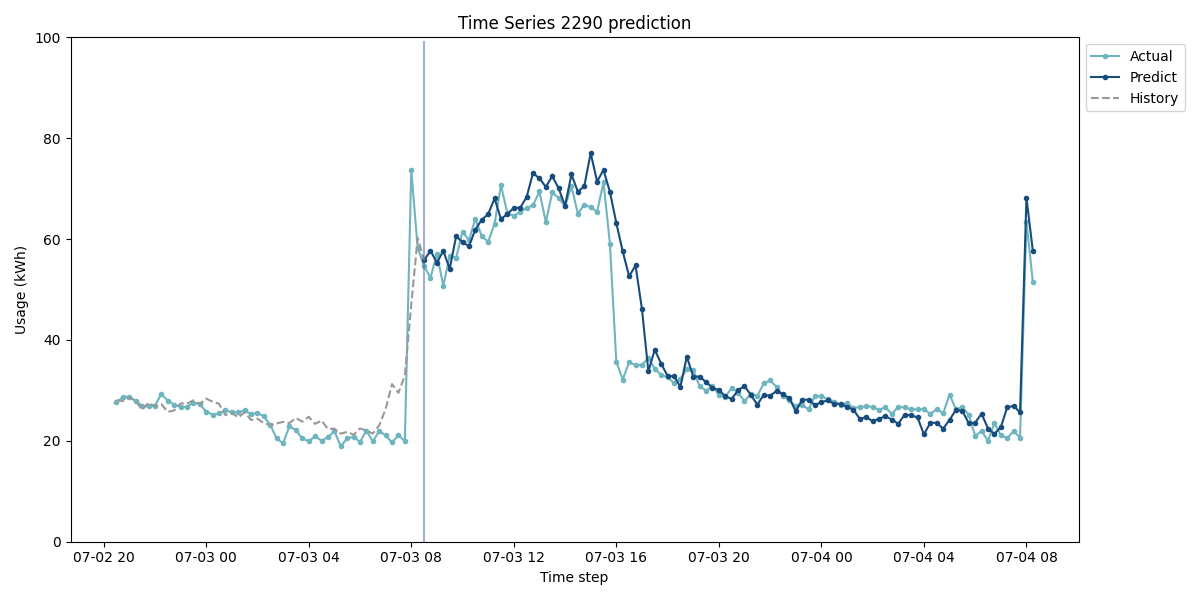 Time Series 2290 prediction
Actual
Predict
History
Usage (kWh)
100
80
60
40
20
0
07-02 20
07-03 00
07-03 04
07-03 08
07-03 12
07-03 16
07-03 20
07-04 00
07-04 04
07-04 08
Time step